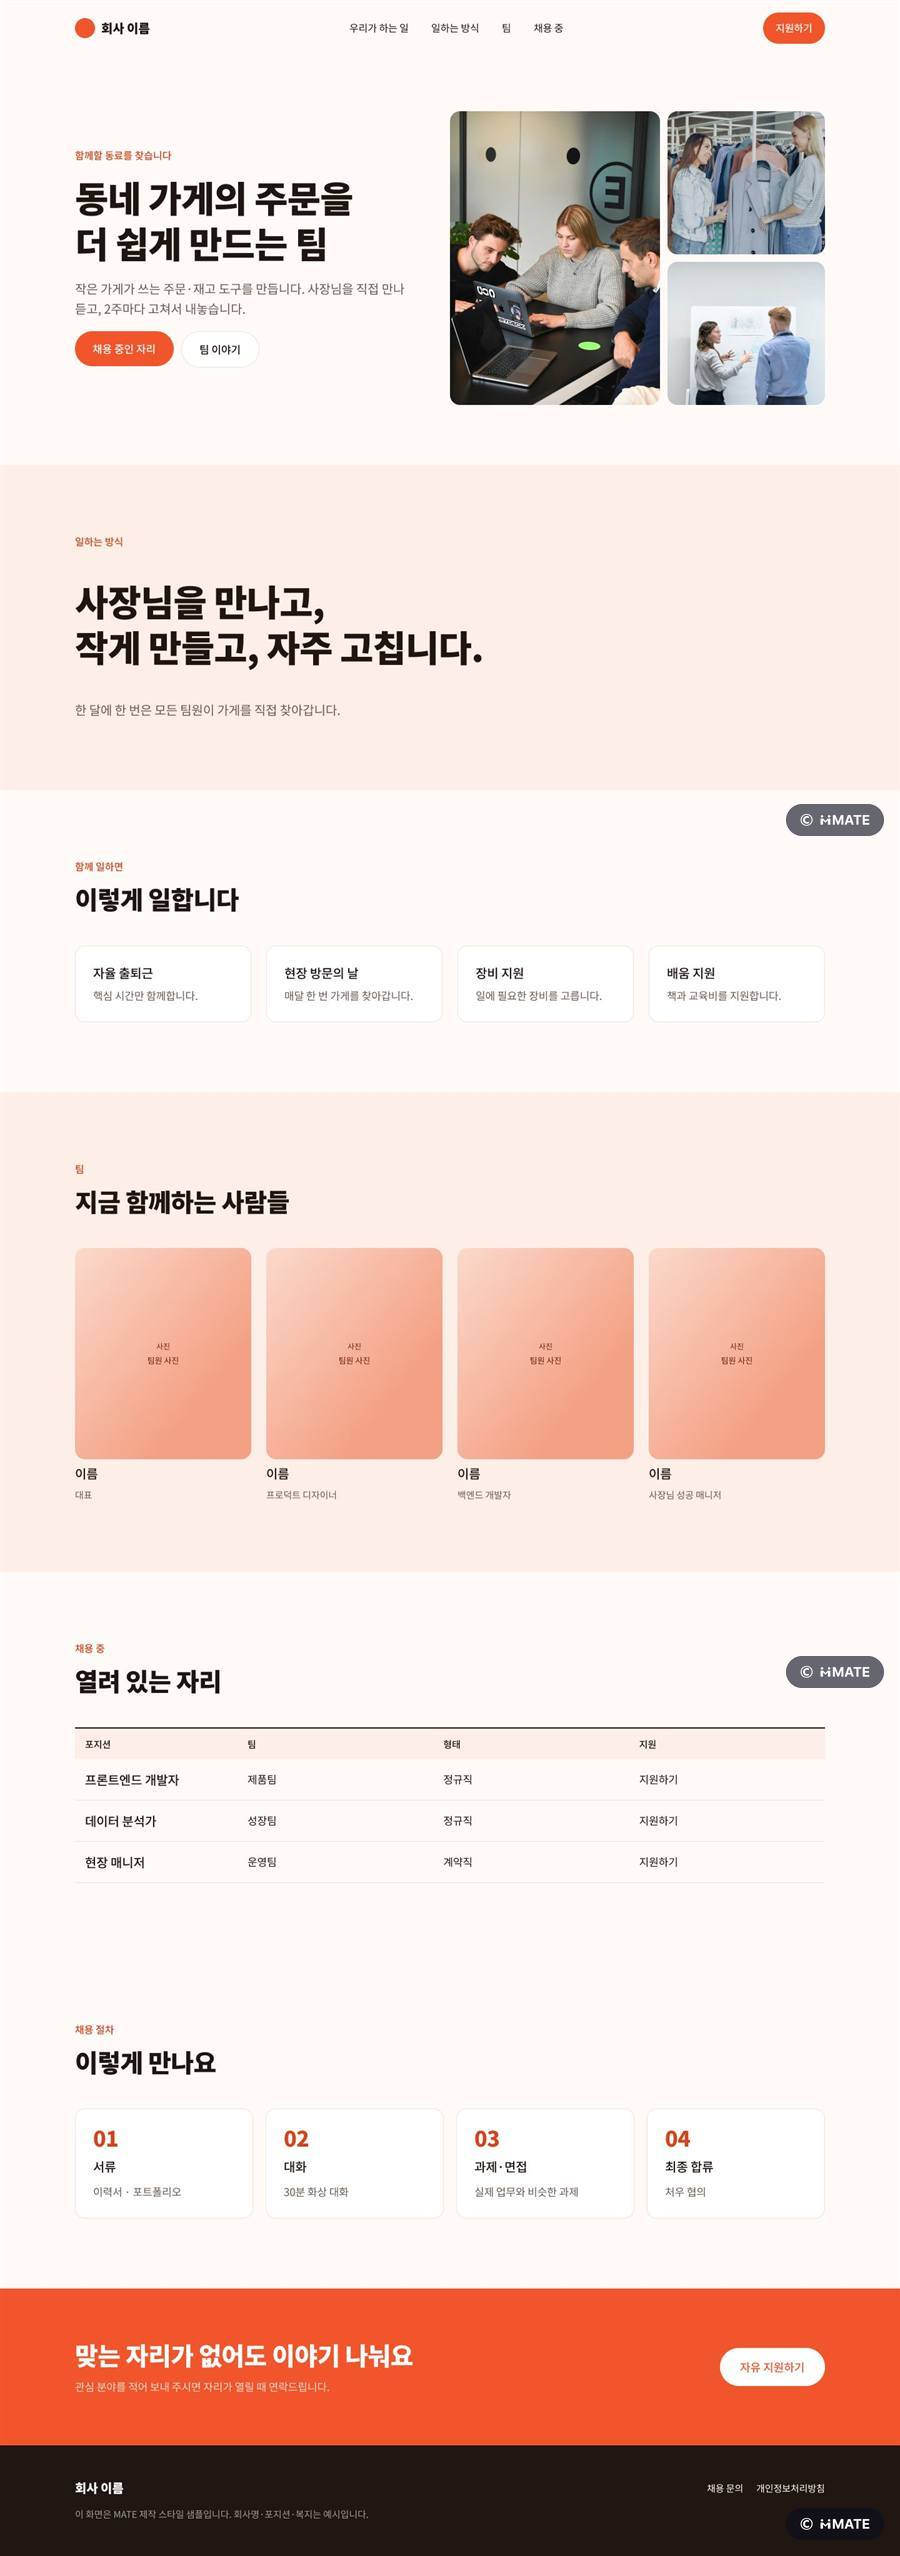 회사 이름
우리가 하는 일
일하는 방식
팀
채용 중
지원하기
함께할 동료를 찾습니다
동네 가게의 주문을
더 쉽게 만드는 팀
작은 가게가 쓰는 주문·재고 도구를 만듭니다. 사장님을 직접 만나
듣고, 2주마다 고쳐서 내놓습니다.
채용 중인 자리
팀 이야기
일하는 방식
사장님을 만나고,
작게 만들고, 자주 고칩니다.
한 달에 한 번은 모든 팀원이 가게를 직접 찾아갑니다.
© MATE
함께 일하면
이렇게 일합니다
자율 출퇴근
핵심 시간만 함께합니다.
현장 방문의 날
매달 한 번 가게를 찾아갑니다.
장비 지원
일에 필요한 장비를 고릅니다.
배움 지원
책과 교육비를 지원합니다.
팀
지금 함께하는 사람들
사진
팀원 사진
사진
팀원 사진
사진
팀원 사진
사진
팀원 사진
이름
대표
이름
프로덕트 디자이너
이름
백엔드 개발자
이름
사장님 성공 매니저
채용 중
열려 있는 자리
© MATE
포지션 팀 형태 지원
프론트엔드 개발자 제품팀 정규직 지원하기
데이터 분석가 성장팀 정규직 지원하기
현장 매니저 운영팀 계약직 지원하기
채용 절차
이렇게 만나요
01
서류
이력서 · 포트폴리오
02
대화
30분 화상 대화
03
과제·면접
실제 업무와 비슷한 과제
04
최종 합류
처우 협의
맞는 자리가 없어도 이야기 나눠요
관심 분야를 적어 보내 주시면 자리가 열릴 때 연락드립니다.
자유 지원하기
회사 이름
채용 문의
개인정보처리방침
이 화면은 MATE 제작 스타일 샘플입니다. 회사명·포지션·복지는 예시입니다.
© MATE